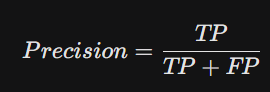 Precision = TP / (TP + FP)